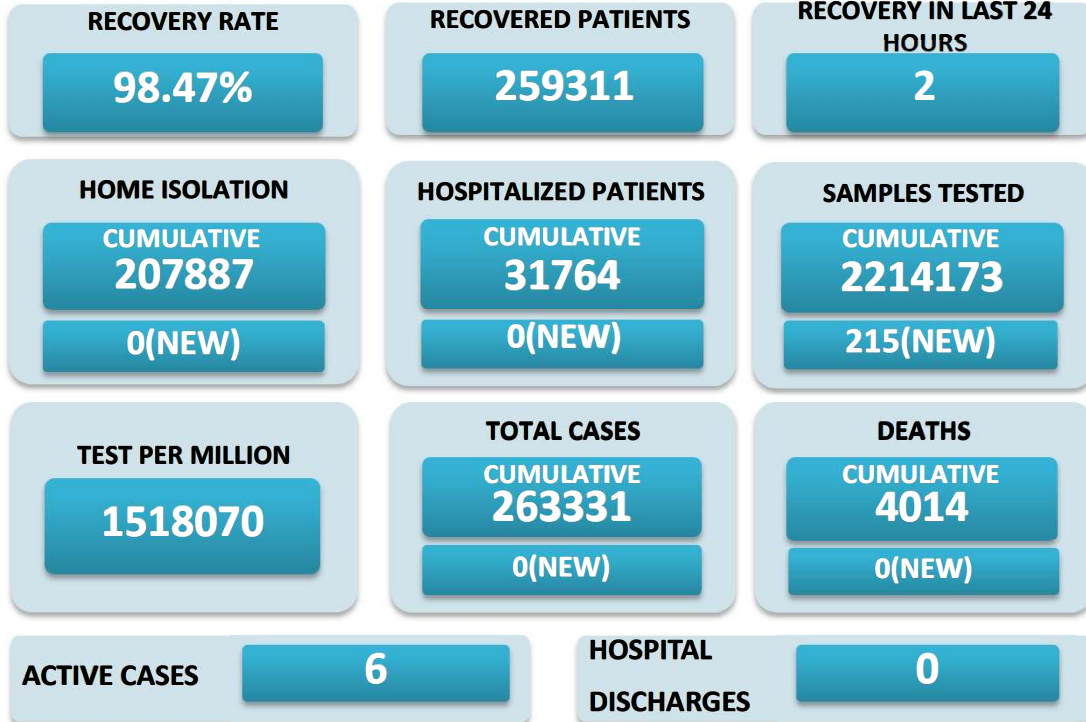 RECOVERY RATE
98.47%
RECOVERED PATIENTS
259311
RECOVERY IN LAST 24
HOURS
2
HOME ISOLATION
CUMULATIVE
207887
0(NEW)
HOSPITALIZED PATIENTS
CUMULATIVE
31764
0(NEW)
SAMPLES TESTED
CUMULATIVE
2214173
215(NEW)
TEST PER MILLION
1518070
TOTAL CASES
CUMULATIVE
263331
0(NEW)
DEATHS
CUMULATIVE
4014
0(NEW)
ACTIVE CASES
6
HOSPITAL
DISCHARGES
0